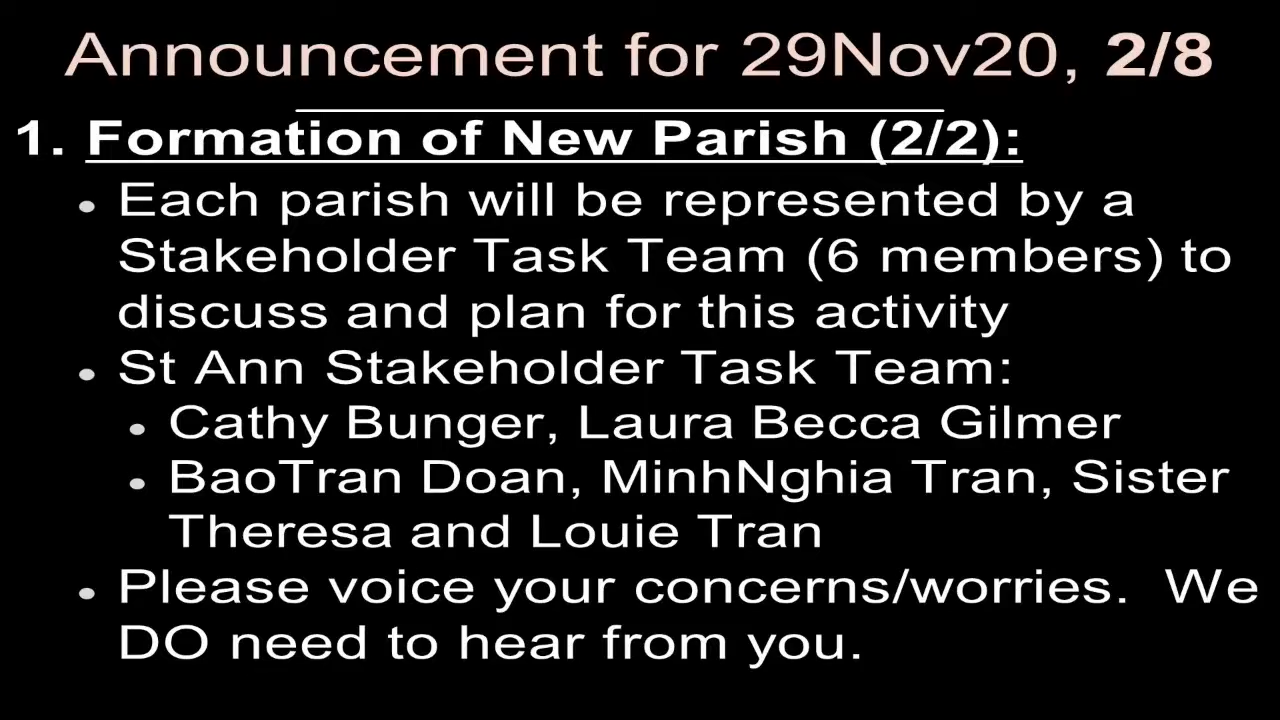 Announcement for 29Nov20, 2/8
1. Formation of New Parish (2/2):
• Each parish will be represented by a
Stakeholder Task Team (6 members) to
discuss and plan for this activity
• St Ann Stakeholder Task Team:
• Cathy Bunger, Laura Becca Gilmer
• BaoTran Doan, MinhNghia Tran, Sister
Theresa and Louie Tran
• Please voice your concerns/worries.  We
DO need to hear from you.